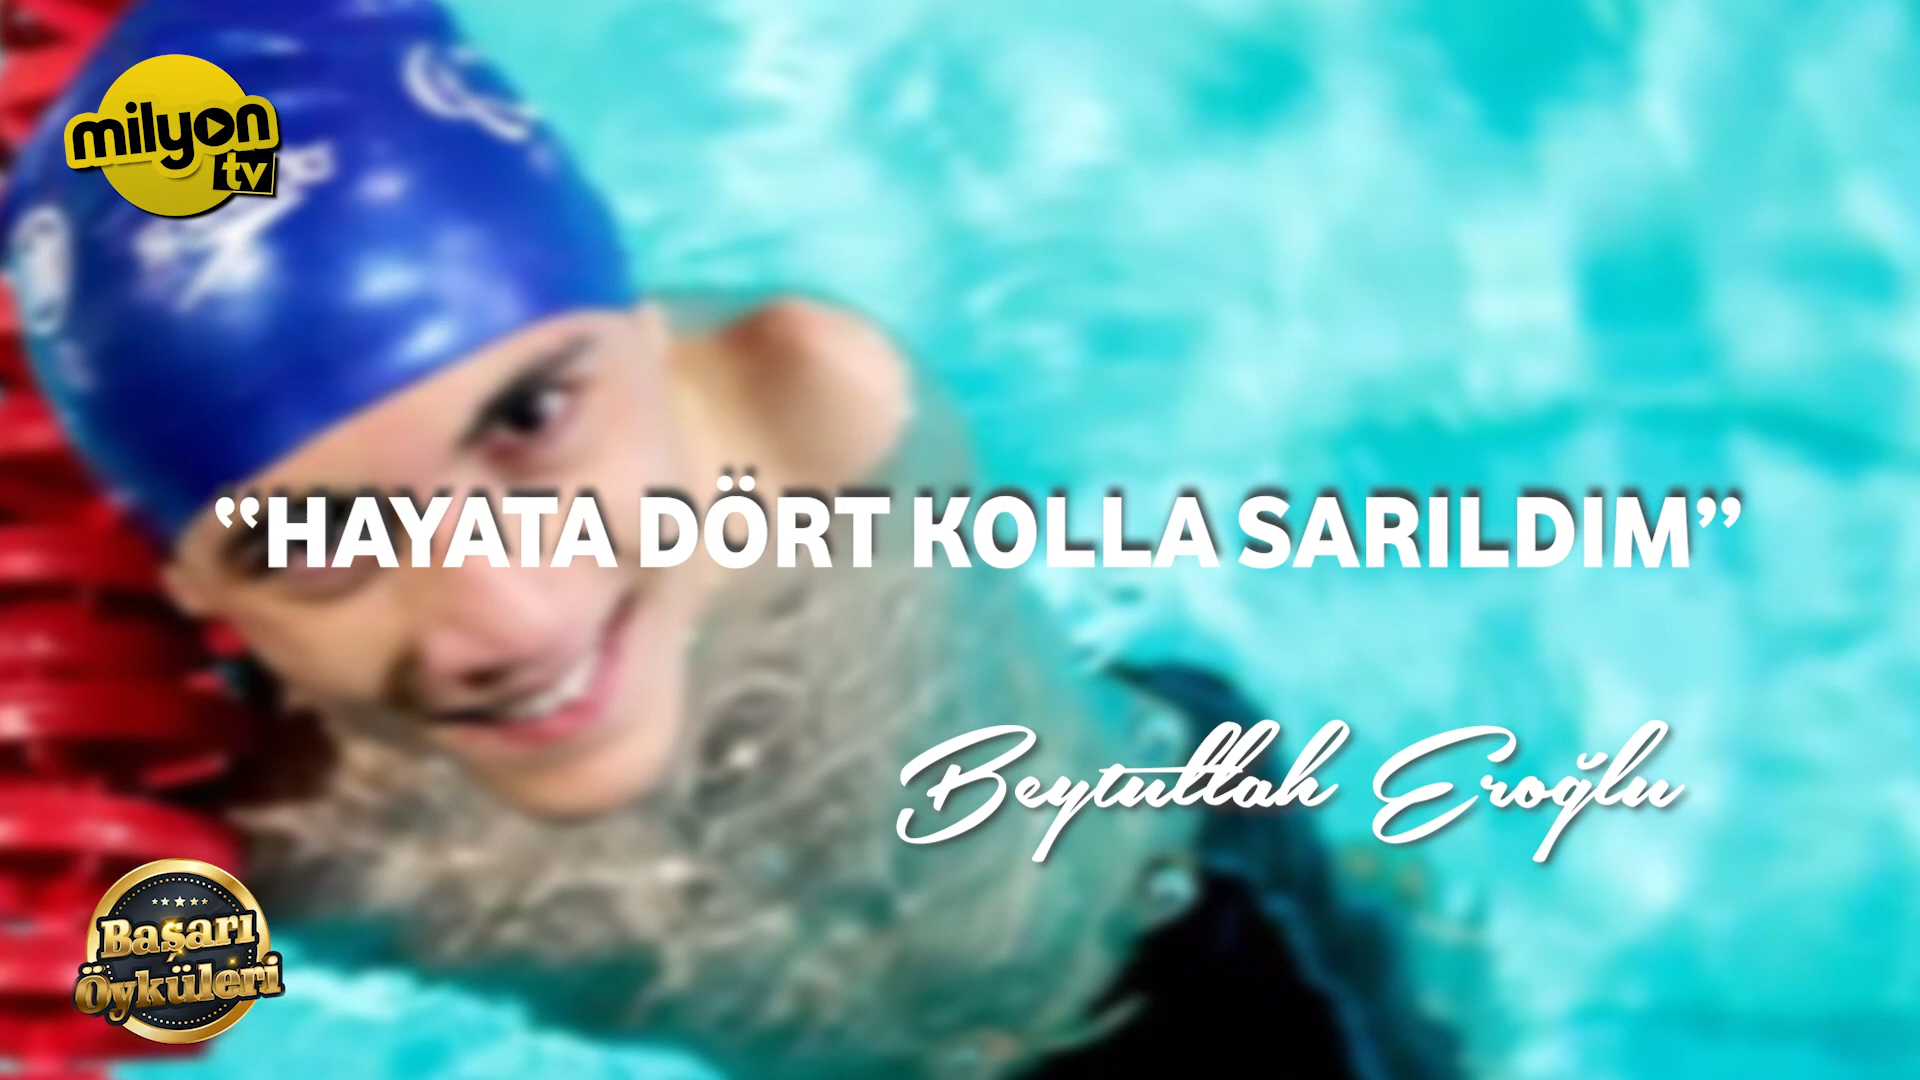 milyon
tv
“HAYATA DÖRT KOLLA SARILDIM”
Beytullah Eroğlu
Başarı
Öyküleri